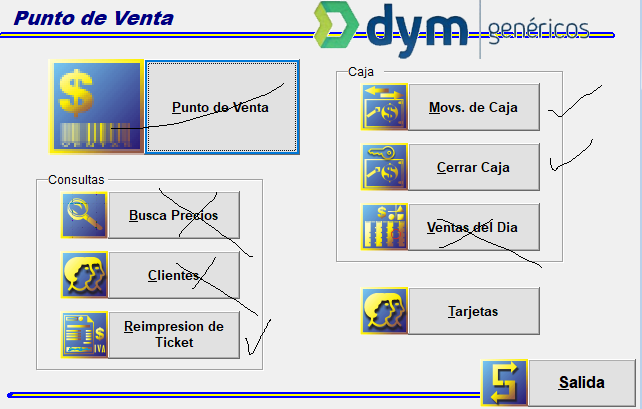 Punto de Venta
dym genéricos
Punto de Venta
Caja
Movs. de Caja
Cerrar Caja
Ventas del Dia
Consultas
Busca Precios
Clientes
Reimpresion de
Ticket
IVA
Tarjetas
Salida